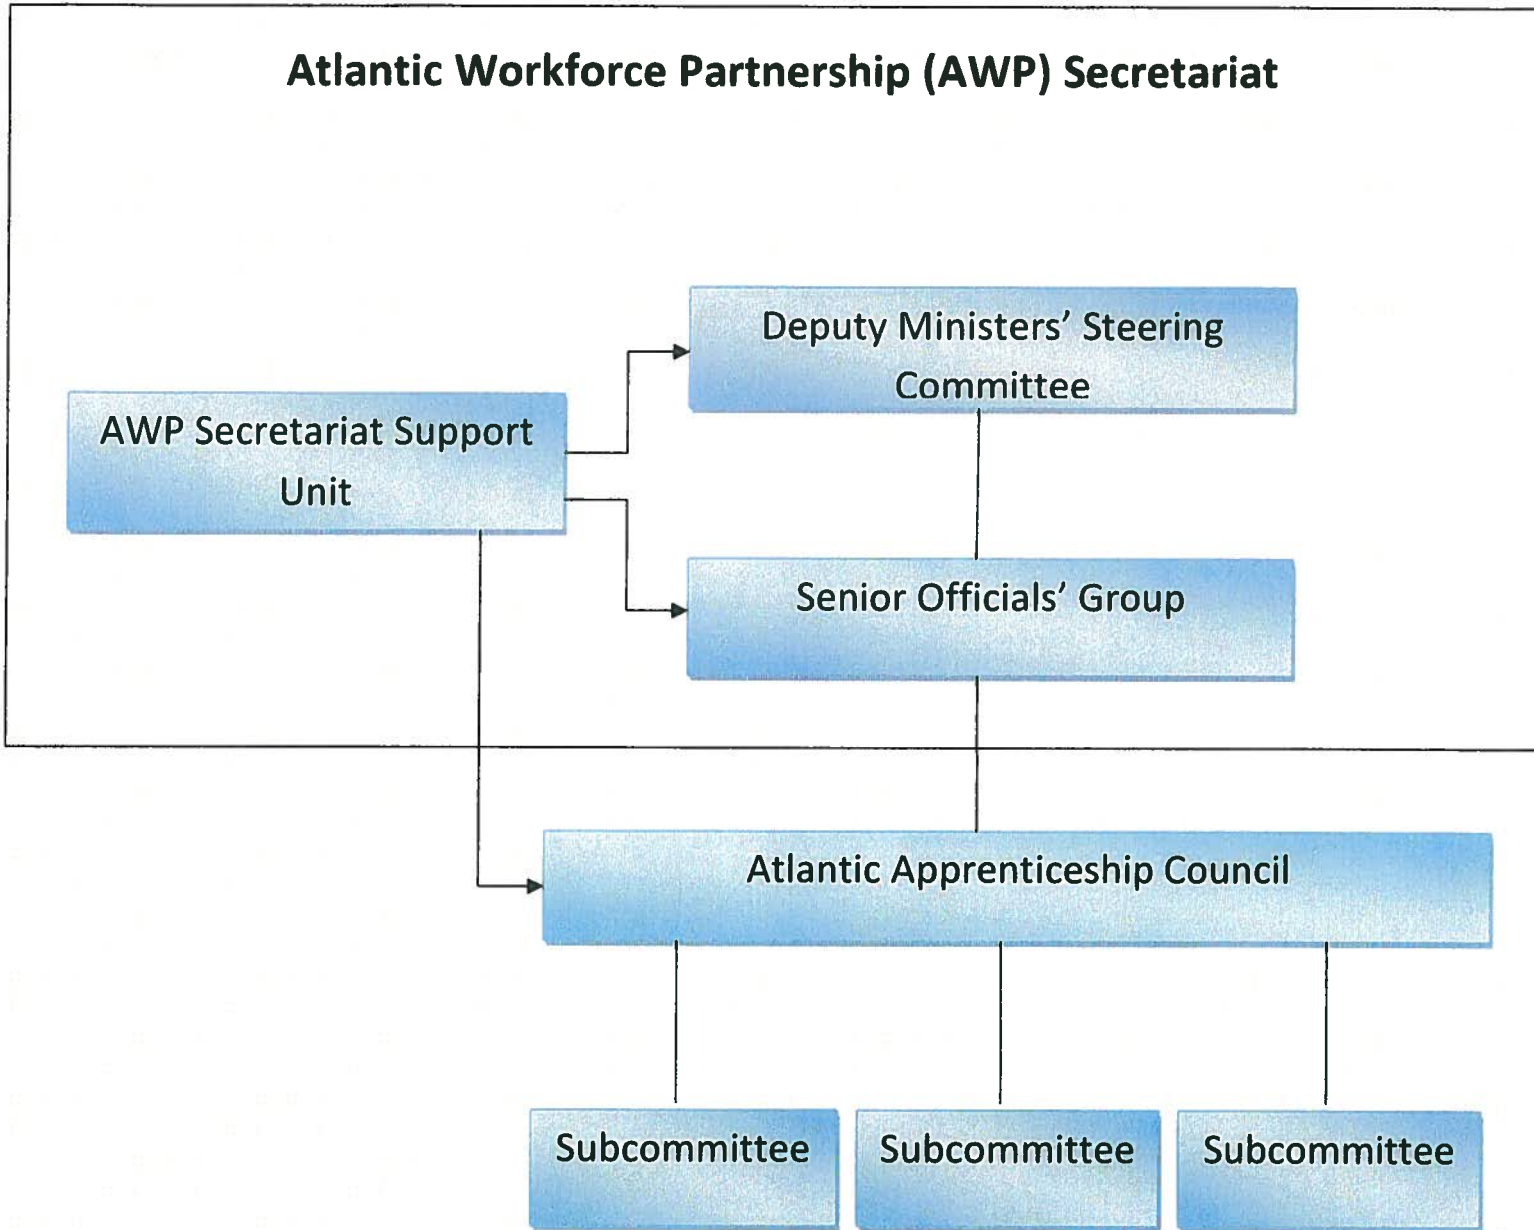 Atlantic Workforce Partnership (AWP) Secretariat
Deputy Ministers’ Steering
Committee
AWP Secretariat Support
Unit
Senior Officials’ Group
Atlantic Apprenticeship Council
Subcommittee
Subcommittee
Subcommittee